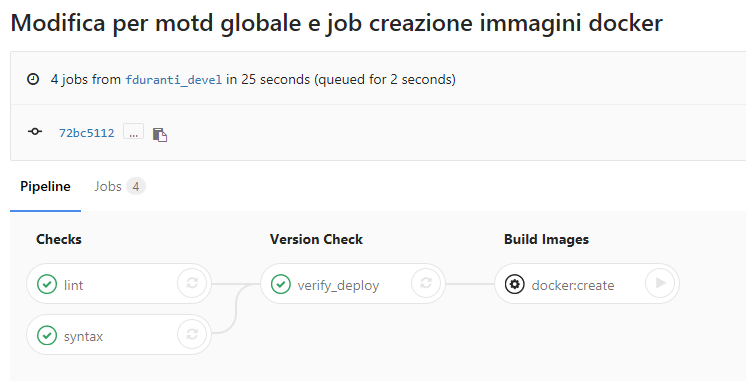 Modifica per motd globale e job creazione immagini docker
4 jobs from fduranti_devel in 25 seconds (queued for 2 seconds)
72bc5112 ...
Pipeline Jobs 4
Checks Version Check Build Images
lint verify_deploy docker:create
syntax